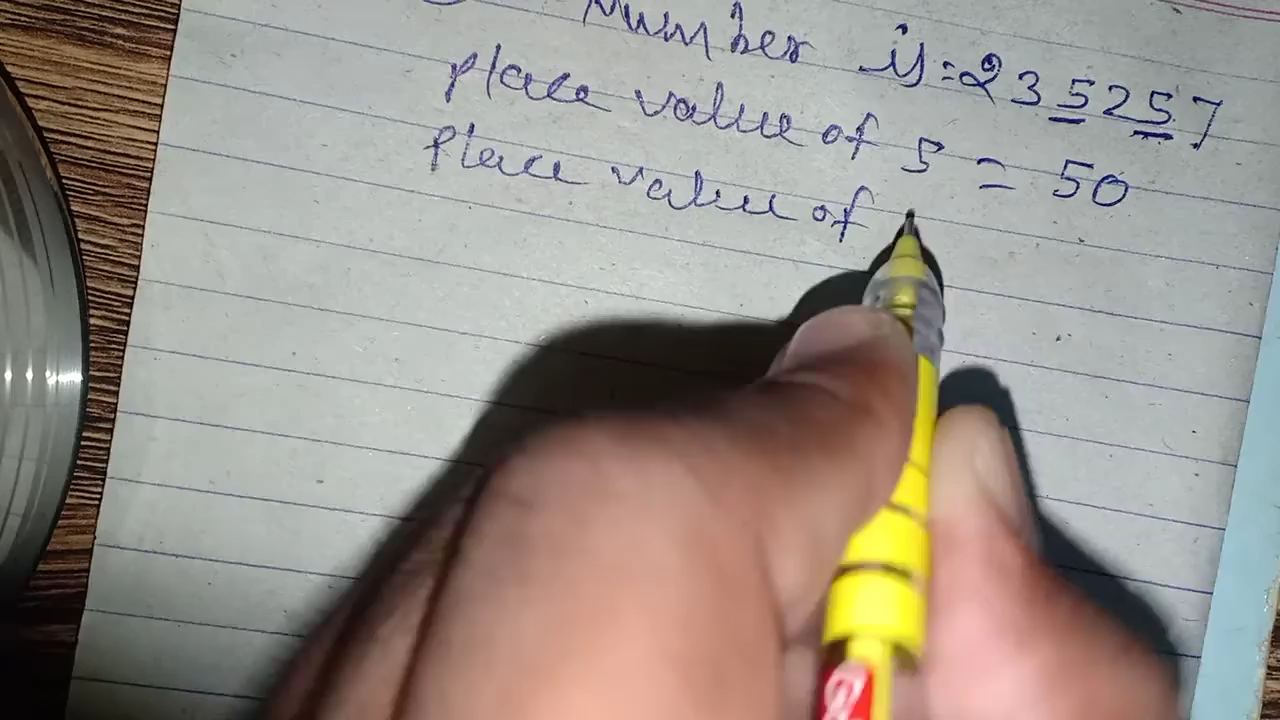 Number is:- 235257
place value of 5 = 50
place value of